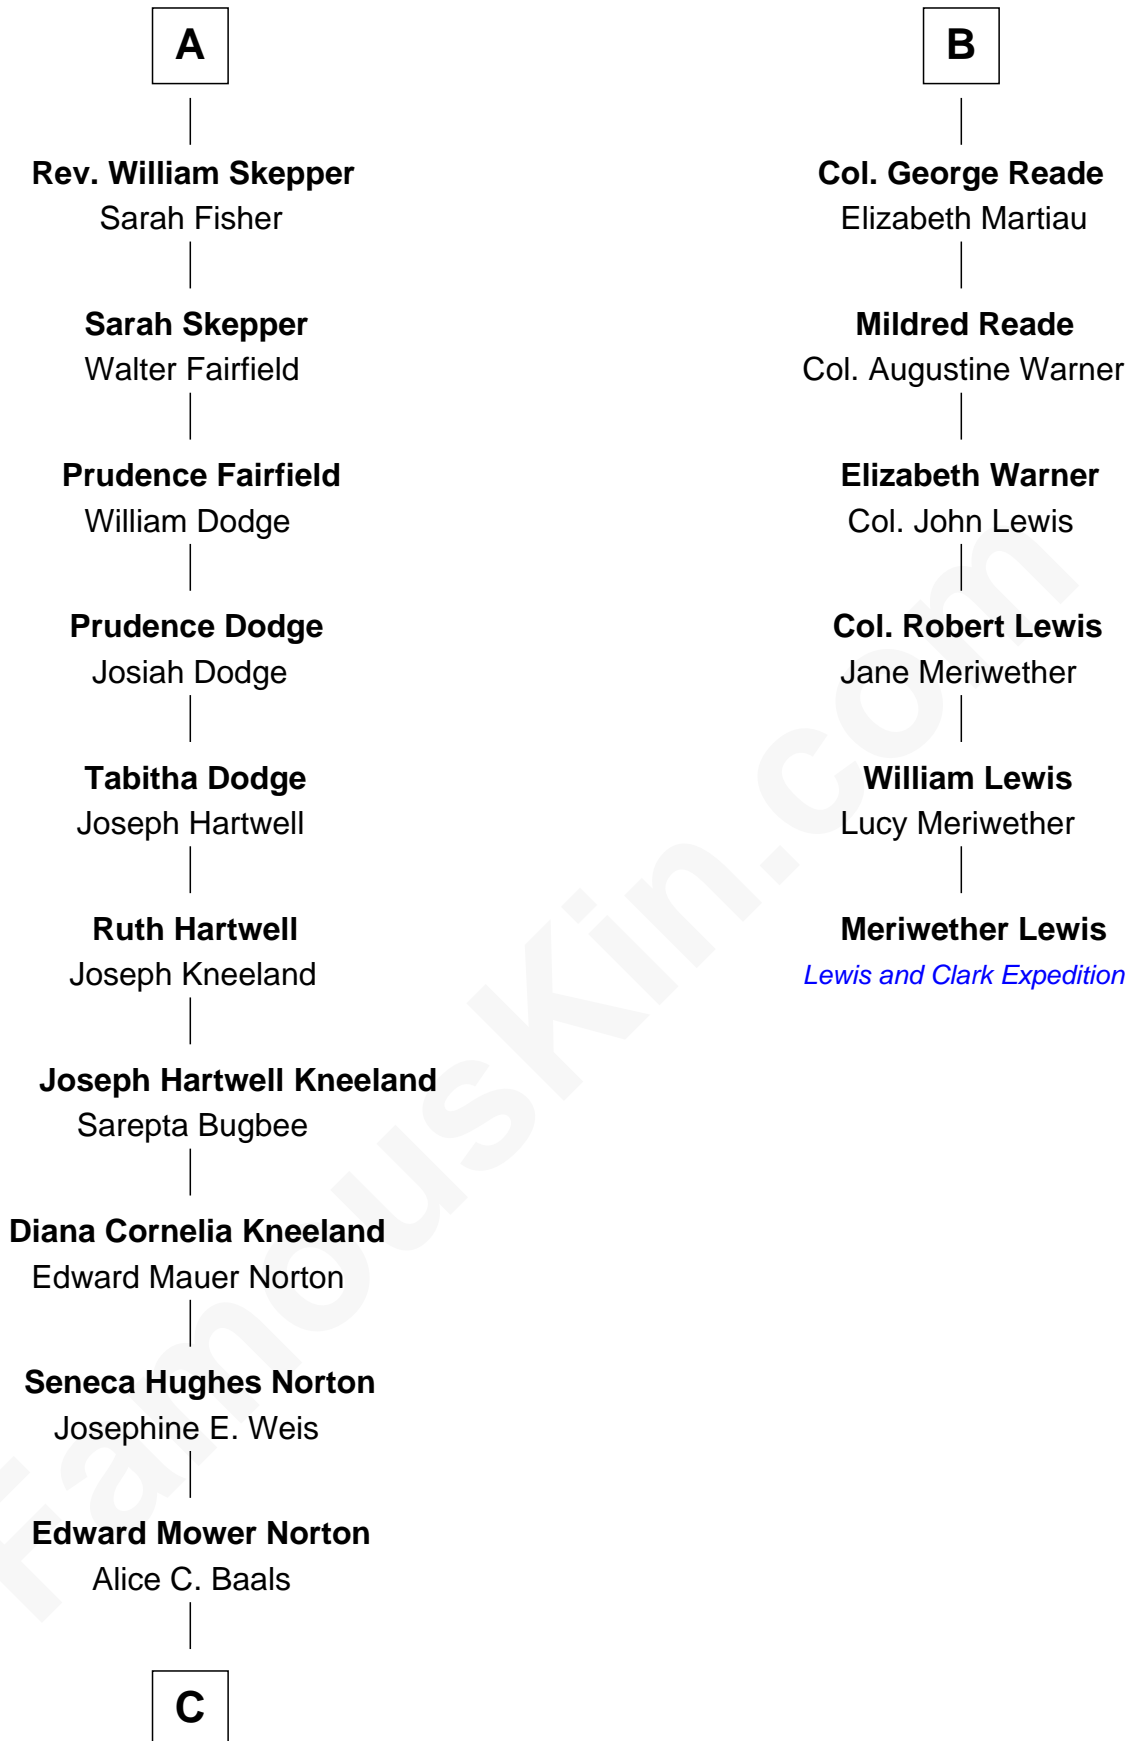 A
Rev. William Skepper
Sarah Fisher
Sarah Skepper
Walter Fairfield
Prudence Fairfield
William Dodge
Prudence Dodge
Josiah Dodge
Tabitha Dodge
Joseph Hartwell
Ruth Hartwell
Joseph Kneeland
Joseph Hartwell Kneeland
Sarepta Bugbee
Diana Cornelia Kneeland
Edward Mauer Norton
Seneca Hughes Norton
Josephine E. Weis
Edward Mower Norton
Alice C. Baals
C
B
Col. George Reade
Elizabeth Martiau
Mildred Reade
Col. Augustine Warner
Elizabeth Warner
Col. John Lewis
Col. Robert Lewis
Jane Meriwether
William Lewis
Lucy Meriwether
Meriwether Lewis
Lewis and Clark Expedition
FamousKin.com